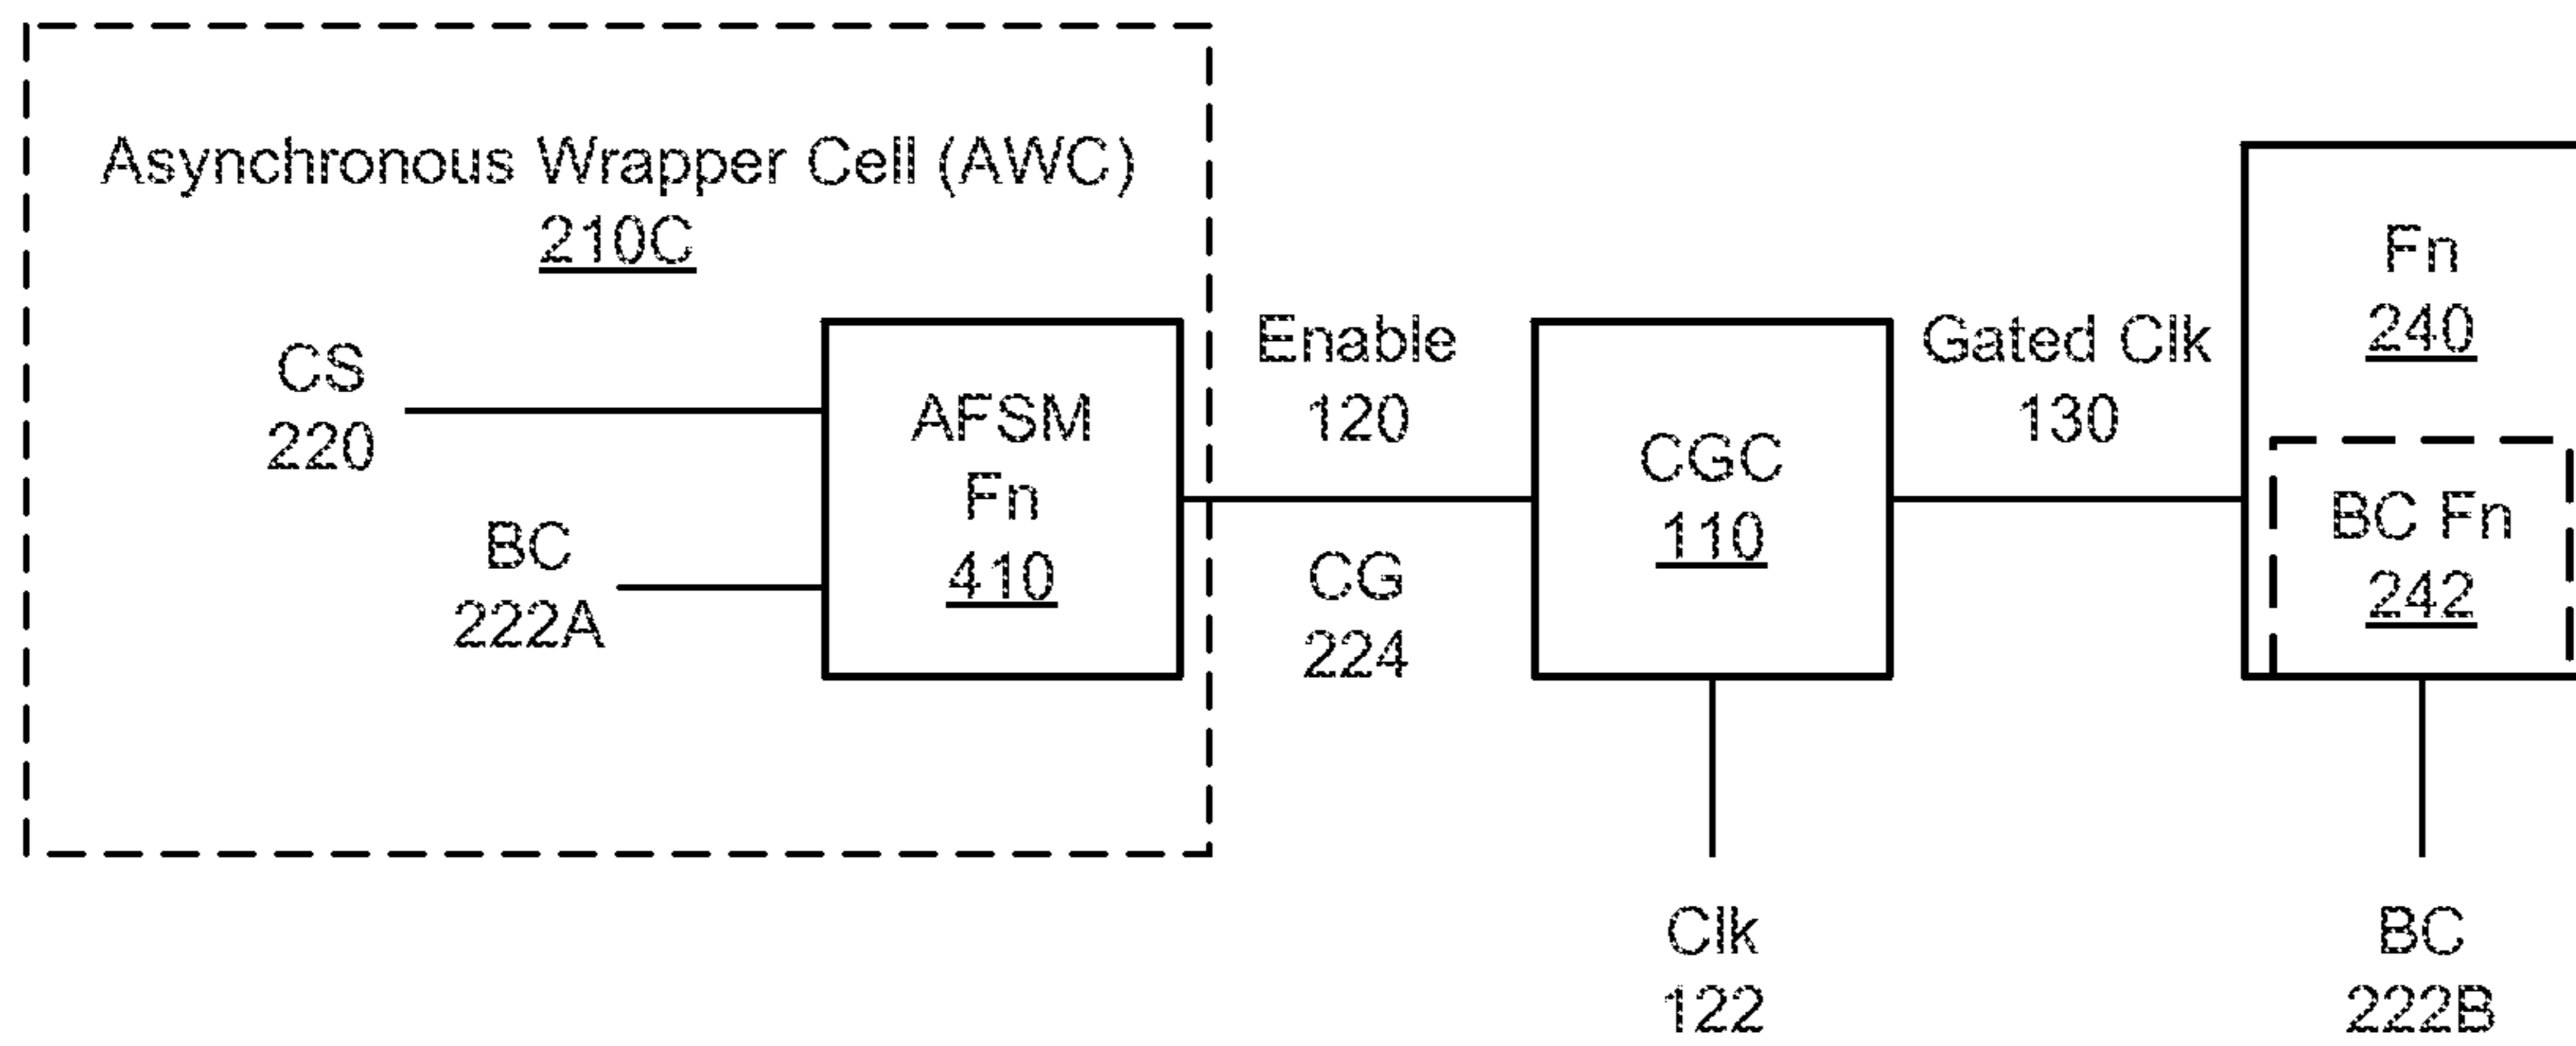 Asynchronous Wrapper Cell (AWC)
210C
CS
220
BC
222A
AFSM
Fn
410
Enable
120
CG
224
CGC
110
Clk
122
Gated Clk
130
Fn
240
BC Fn
242
BC
222B